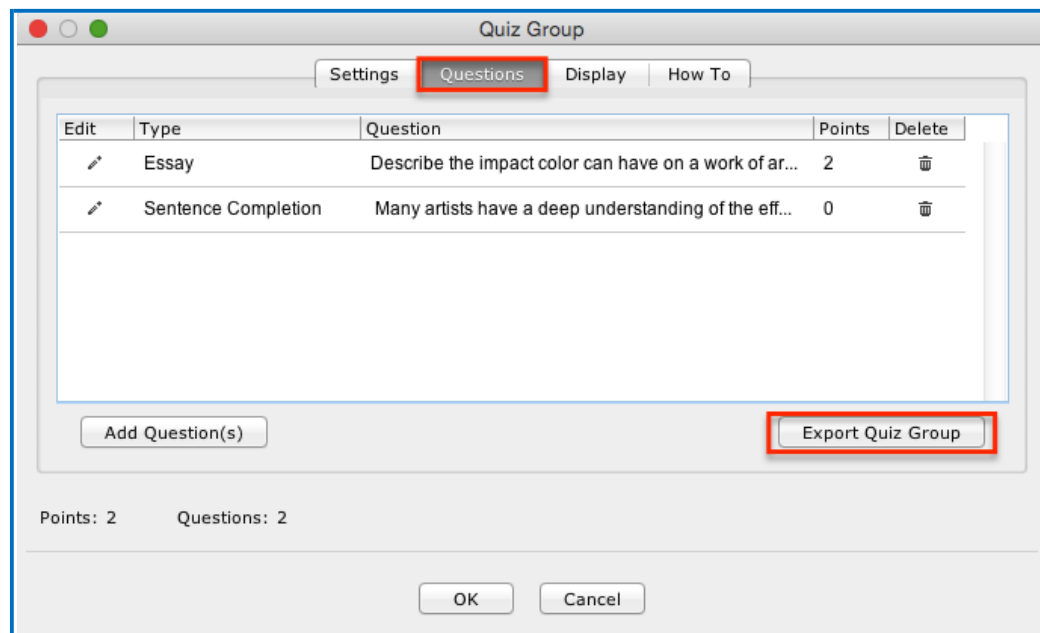 Quiz Group
Settings Questions Display How To
Edit Type Question Points Delete
Essay Describe the impact color can have on a work of ar... 2
Sentence Completion Many artists have a deep understanding of the eff... 0
Add Question(s) Export Quiz Group
Points: 2 Questions: 2
OK Cancel